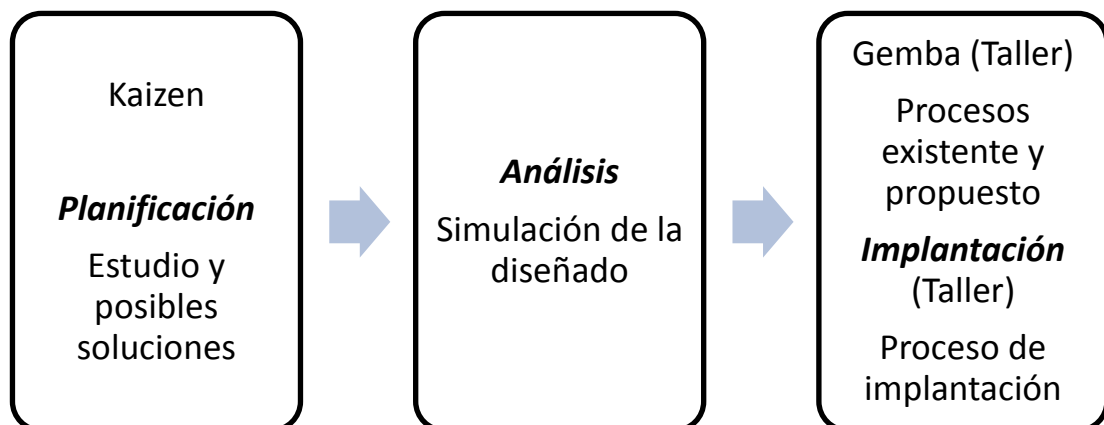 Kaizen
Planificación
Estudio y
posibles
soluciones
Análisis
Simulación de la
diseñado
Gemba (Taller)
Procesos
existente y
propuesto
Implantación
(Taller)
Proceso de
implantación